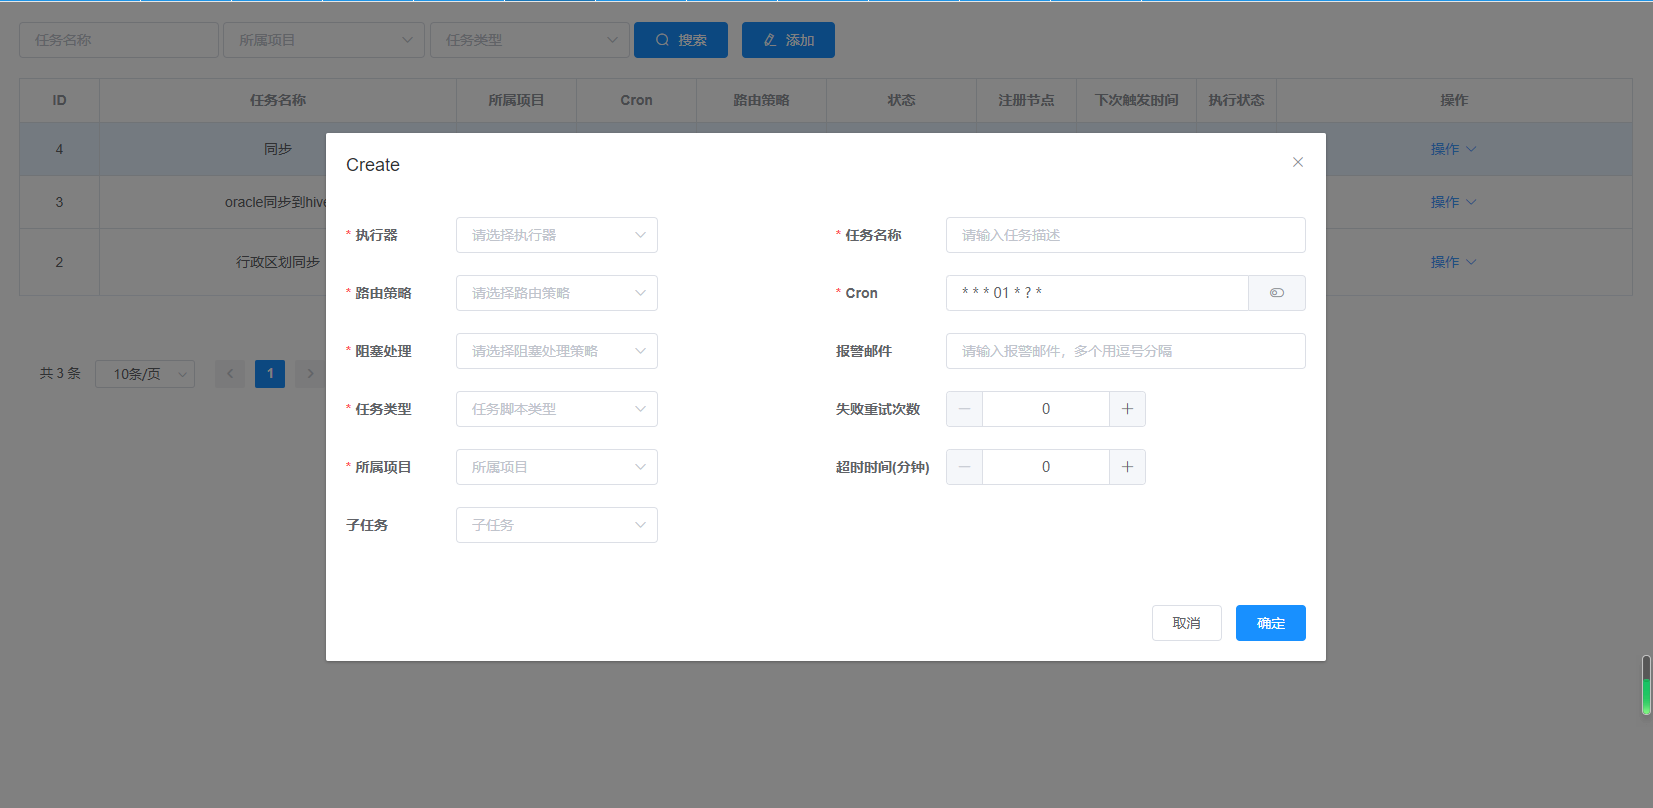 任务名称 所属项目 任务类型 搜索 添加
ID 任务名称 所属项目 Cron 路由策略 状态 注册节点 下次触发时间 执行状态 操作
4 同步 操作
3 oracle同步到hive 操作
2 行政区划同步 操作
共 3 条 10条/页 1
Create
* 执行器 请选择执行器 * 任务名称 请输入任务描述
* 路由策略 请选择路由策略 * Cron * * * 01 * ? *
* 阻塞处理 请选择阻塞处理策略 报警邮件 请输入报警邮件，多个用逗号分隔
* 任务类型 任务脚本类型 失败重试次数 0
* 所属项目 所属项目 超时时间(分钟) 0
子任务 子任务
取消 确定